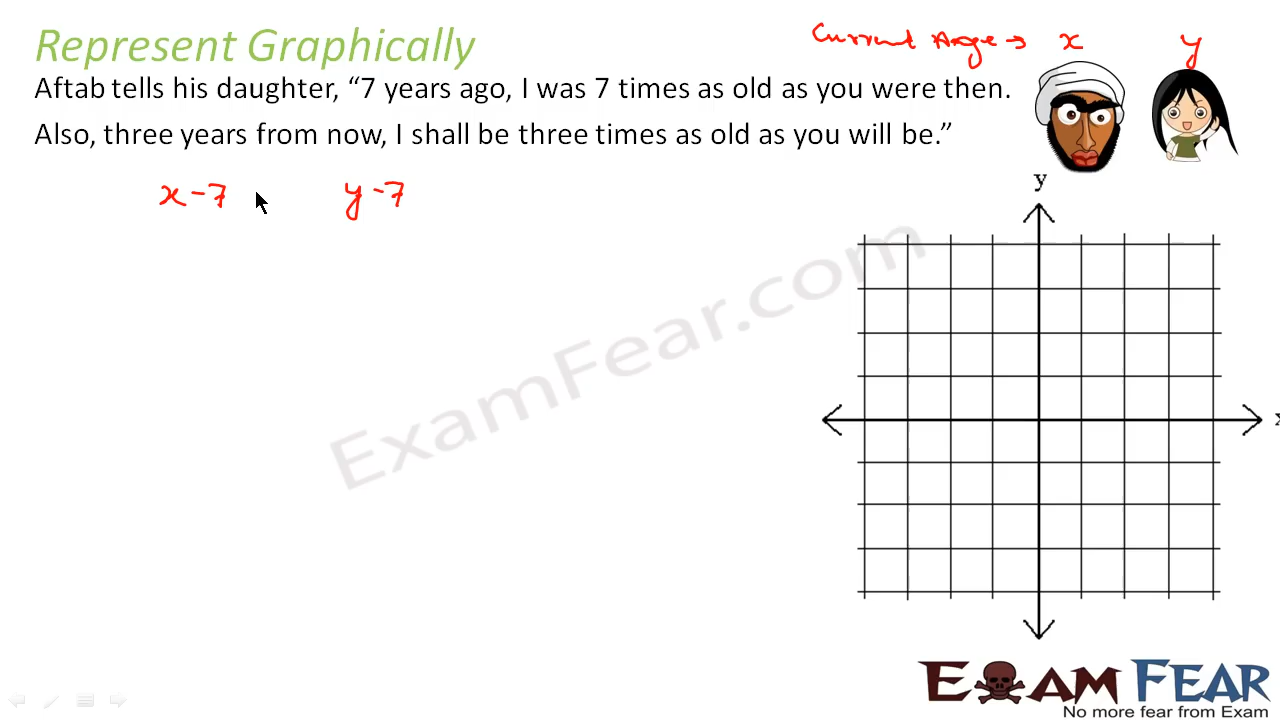 Represent Graphically
Current Age → x y
Aftab tells his daughter, “7 years ago, I was 7 times as old as you were then.
Also, three years from now, I shall be three times as old as you will be.”
x-7 y-7
y
ExamFear.com
x
EXAM FEAR
No more fear from Exam